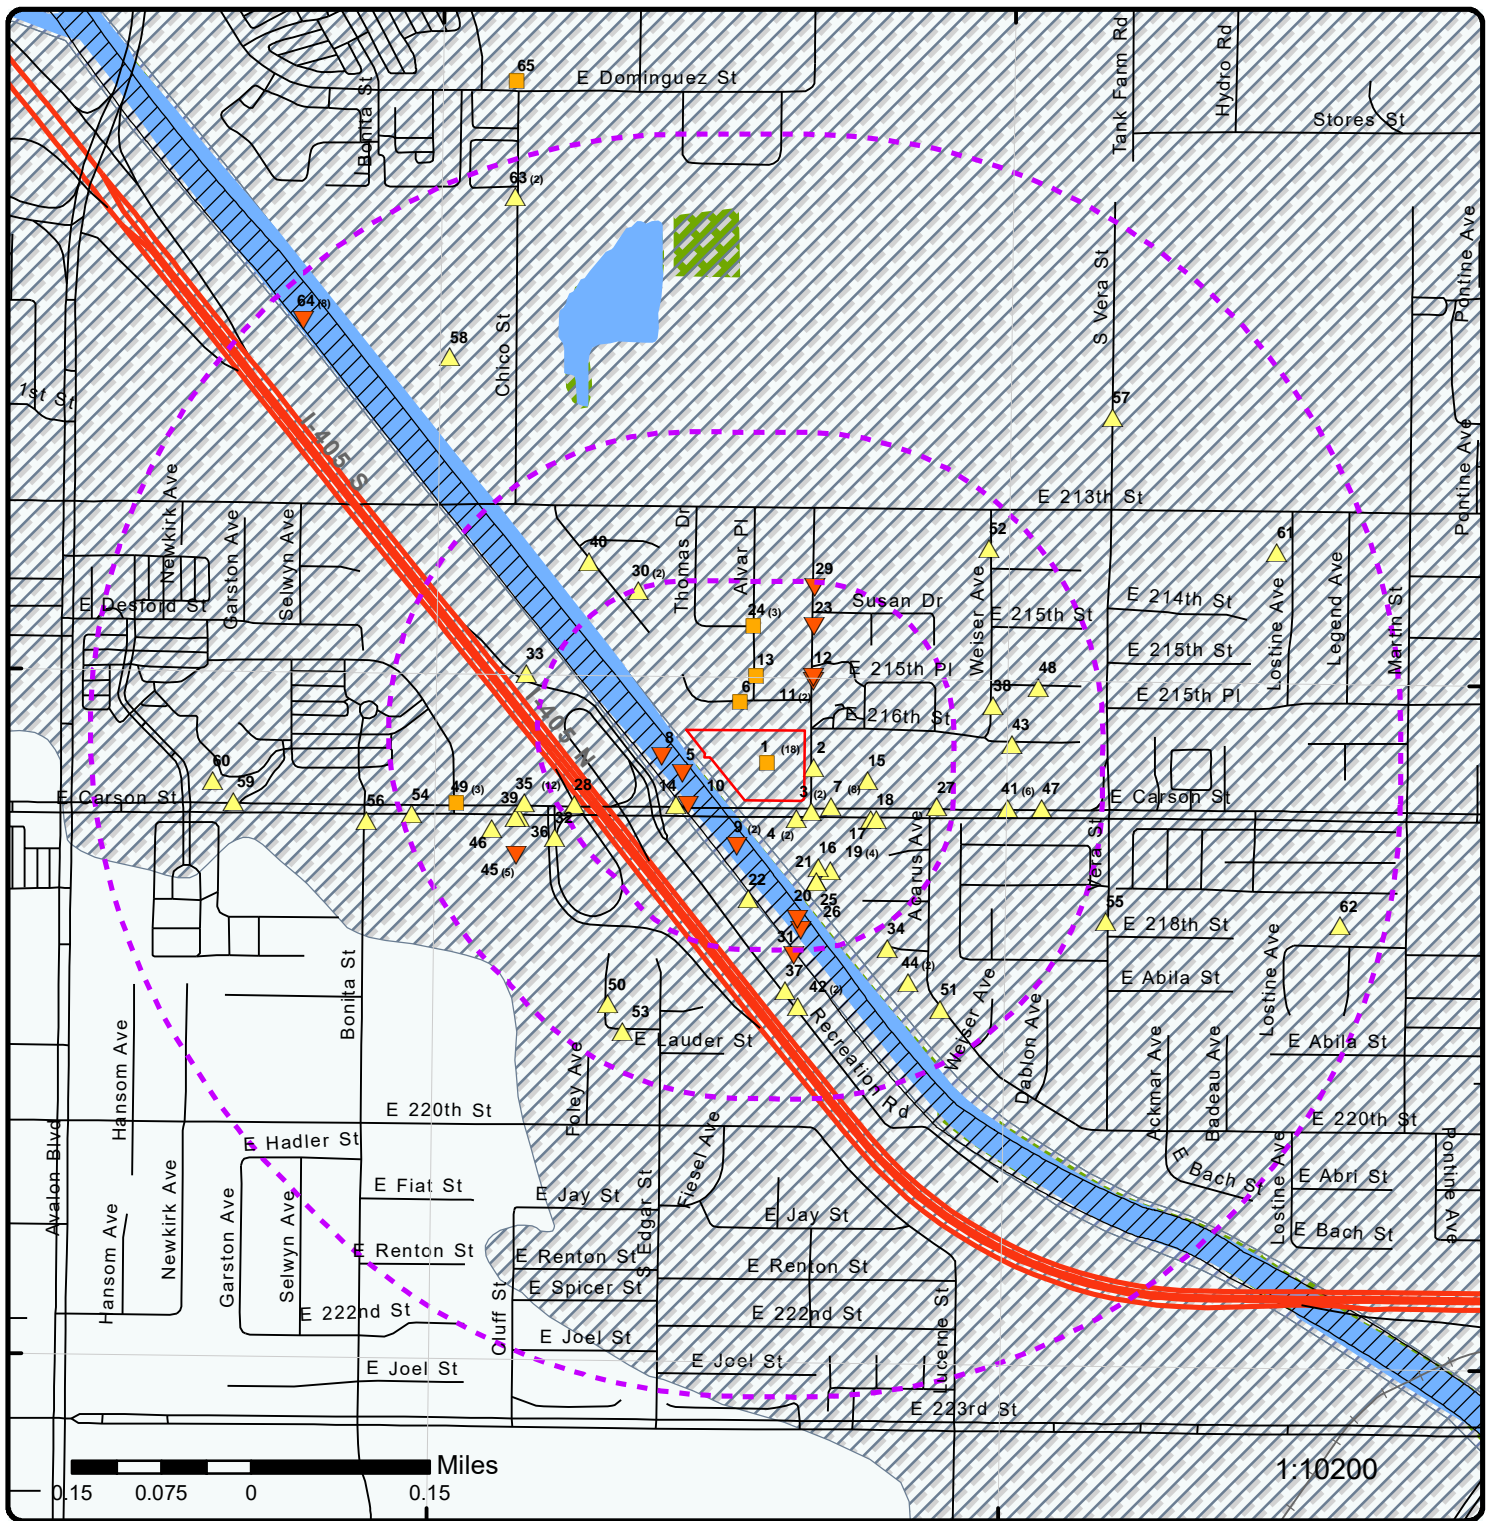 65
E Dominguez St
Tank Farm Rd
Hydro Rd
Stores St
Bonita St
63 (2)
Pontine Ave
S Vera St
64 (8)
58
Chico St
57
1st St
I-405 S
Pontine Ave
E 213th St
Newkirk Ave
Garston Ave
Selwyn Ave
Thomas Dr
Alvar Pl
52
61
40
30 (2)
29
Susan Dr
E 214th St
E Desford St
24 (3)
23
E 215th St
Weiser Ave
Lostine Ave
Legend Ave
Martin St
33
13
12
E 215th Pl
E 215th St
6
11 (2)
38
48
E 215th Pl
E 216th St
43
I-405 N
8
5
1 (18)
2
15
60
59
E Carson St
49 (3)
35 (12)
28
14
10
3 (2)
7 (8)
27
41 (6)
47
E Carson St
56
54
39
32
4 (2)
18
46
36
9 (2)
17
19 (4)
45 (5)
21
16
Acarus Ave
Vera St
22
20
25
26
55
E 218th St
62
31
34
Bonita St
37
42 (2)
44 (2)
E Abila St
50
53
51
Weiser Ave
Dablon Ave
Lostine Ave
E Lauder St
Recreation Rd
E Abila St
Hansom Ave
Foley Ave
Ackmar Ave
Badeau Ave
E 220th St
E 220th St
Avalon Blvd
E Hadler St
Fiesel Ave
E Bach St
Lostine Ave
Pontine Ave
E Fiat St
E Jay St
E Jay St
E Abri St
Hansom Ave
Newkirk Ave
Garston Ave
Selwyn Ave
S Edgar St
E Bach St
E Renton St
E Renton St
E Renton St
E Spicer St
E 222nd St
E 222nd St
Cluff St
Lucerne St
E Joel St
E Joel St
E Joel St
E 223rd St
Miles
1:10200
0.15
0.075
0
0.15